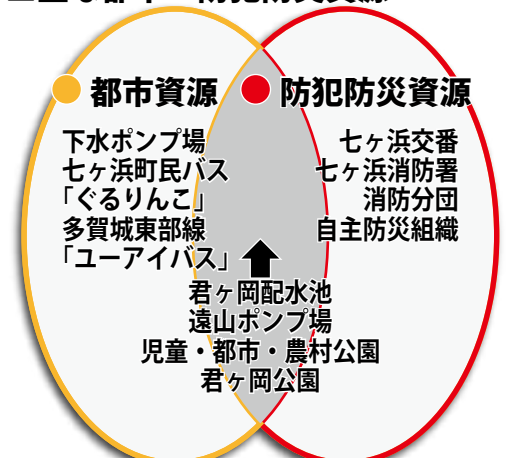 都市資源
下水ポンプ場
七ヶ浜町民バス
「ぐるりんこ」
多賀城東部線
「ユーアイバス」
防犯防災資源
七ヶ浜交番
七ヶ浜消防署
消防分団
自主防災組織
君ヶ岡配水池
遠山ポンプ場
児童・都市・農村公園
君ヶ岡公園